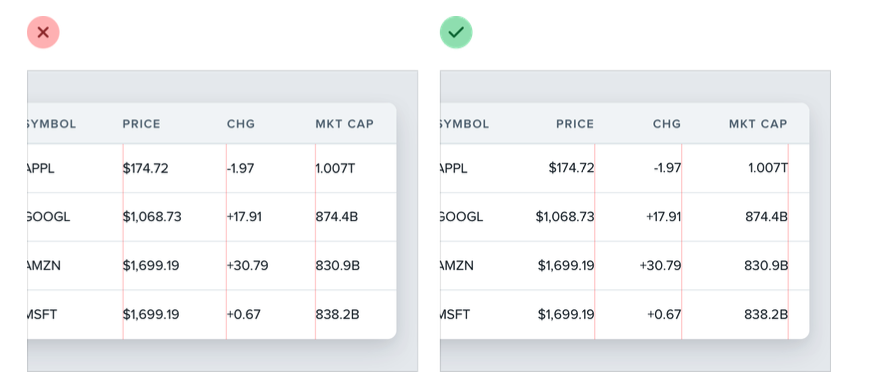 SYMBOL PRICE CHG MKT CAP
APPL $174.72 -1.97 1.007T
GOOGL $1,068.73 +17.91 874.4B
AMZN $1,699.19 +30.79 830.9B
MSFT $1,699.19 +0.67 838.2B
SYMBOL PRICE CHG MKT CAP
APPL $174.72 -1.97 1.007T
GOOGL $1,068.73 +17.91 874.4B
AMZN $1,699.19 +30.79 830.9B
MSFT $1,699.19 +0.67 838.2B